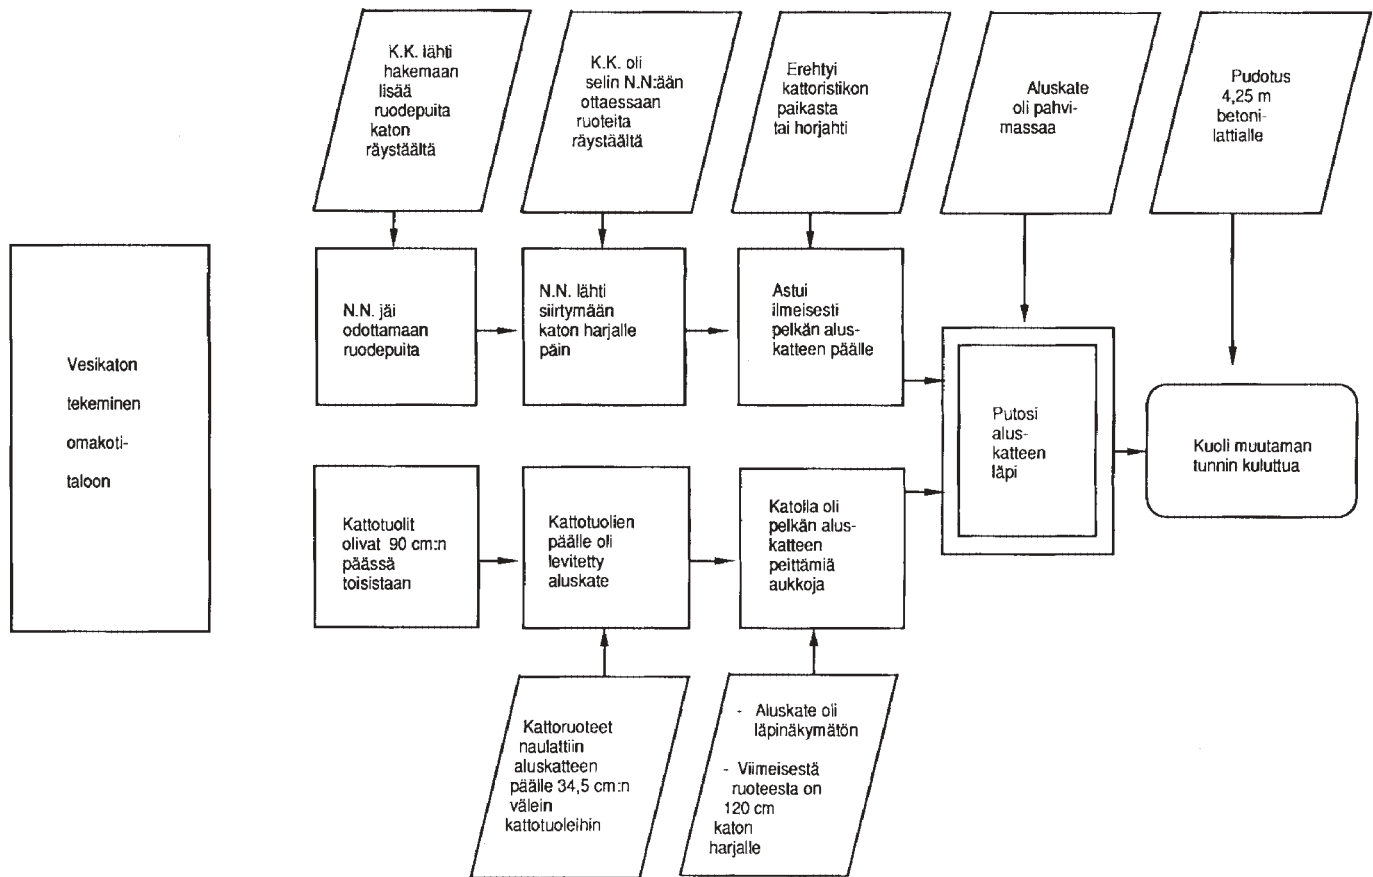 K.K. lähti
hakemaan
lisää
ruodepuita
katon
räystäältä
K.K. oli
selin N.N:ään
ottaessaan
ruoteita
räystäältä
Erehtyi
kattoristikon
paikasta
tai horjahti
Aluskate
oli pahvi-
massaa
Pudotus
4,25 m
betoni-
lattialle
Vesikaton
tekeminen
omakoti-
taloon
N.N. jäi
odottamaan
ruodepuita
N.N. lähti
siirtymään
katon harjalle
päin
Astui
ilmeisesti
pelkän alus-
katteen päälle
Putosi
alus-
katteen
läpi
Kuoli muutaman
tunnin kuluttua
Kattotuolit
olivat 90 cm:n
päässä
toisistaan
Kattotuolien
päälle oli
levitetty
aluskate
Katolla oli
pelkän alus-
katteen
peittämiä
aukkoja
Kattoruoteet
naulattiin
aluskatteen
päälle 34,5 cm:n
välein
kattotuoleihin
- Aluskate oli
läpinäkymätön
- Viimeisestä
ruoteesta on
120 cm
katon
harjalle